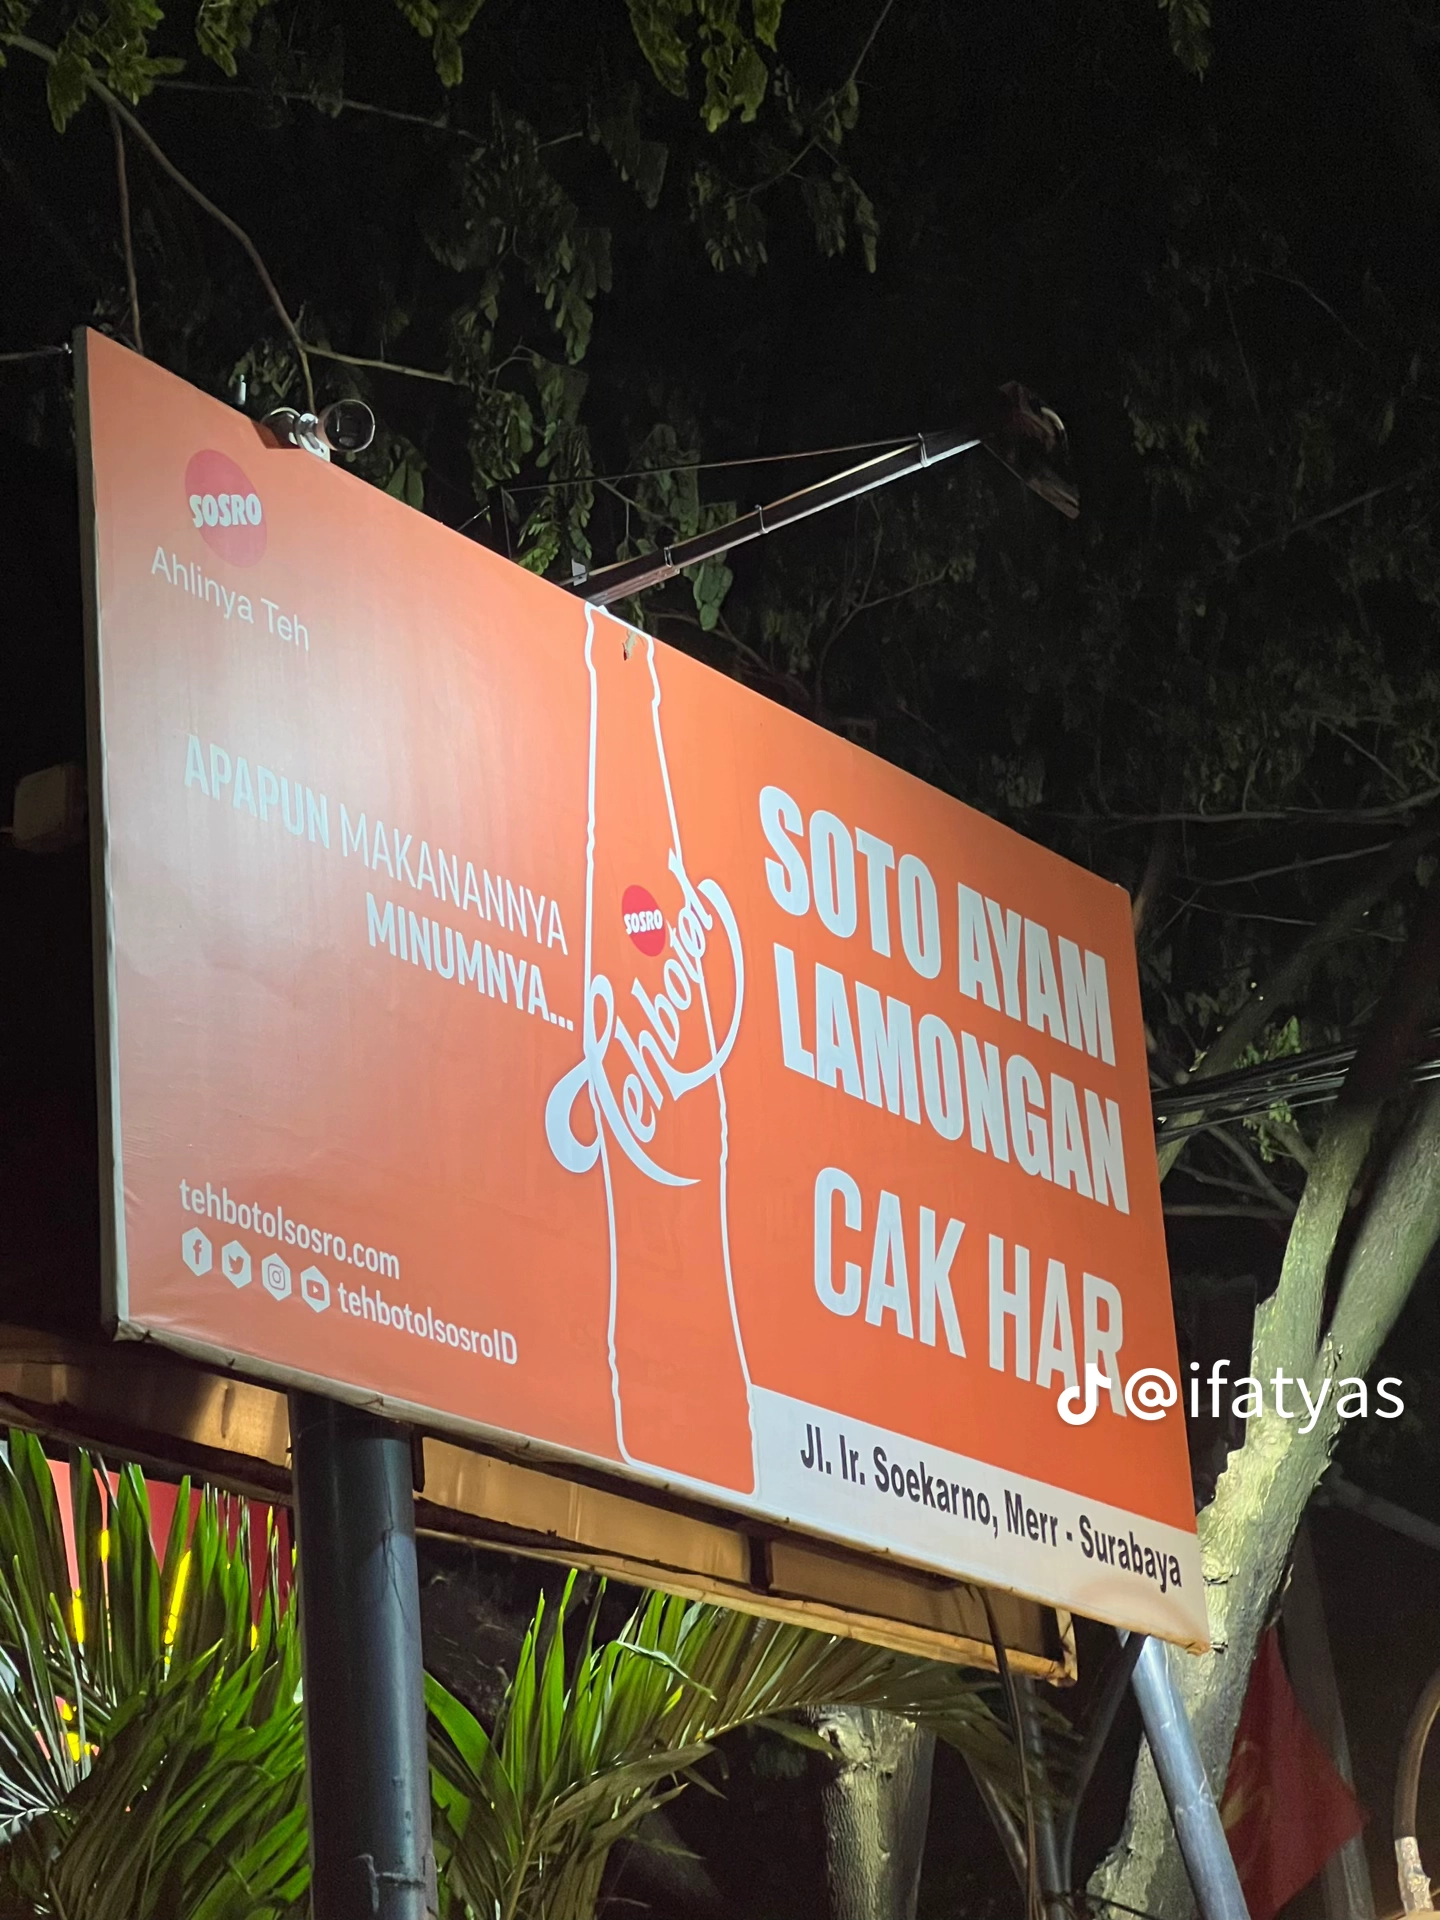 SOSRO
Ahlinya Teh
APAPUN MAKANANNYA
MINUMNYA...
SOSRO
Tehbotol
tehbotolsosro.com
tehbotolsosroID
SOTO AYAM
LAMONGAN
CAK HAR
Jl. Ir. Soekarno, Merr - Surabaya
@ifatyas